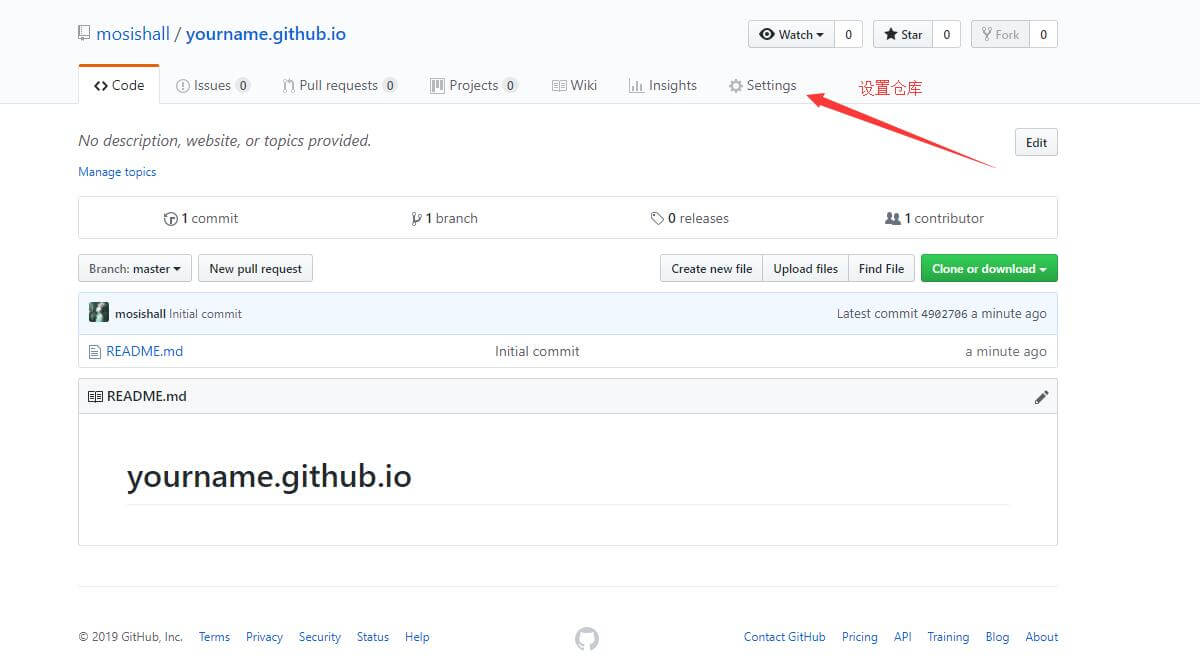 mosishall / yourname.github.io
Watch 0 Star 0 Fork 0
Code Issues 0 Pull requests 0 Projects 0 Wiki Insights Settings 设置仓库
No description, website, or topics provided. Edit
Manage topics
1 commit 1 branch 0 releases 1 contributor
Branch: master New pull request Create new file Upload files Find File Clone or download
mosishall Initial commit Latest commit 4902706 a minute ago
README.md Initial commit a minute ago
README.md
yourname.github.io
© 2019 GitHub, Inc. Terms Privacy Security Status Help Contact GitHub Pricing API Training Blog About